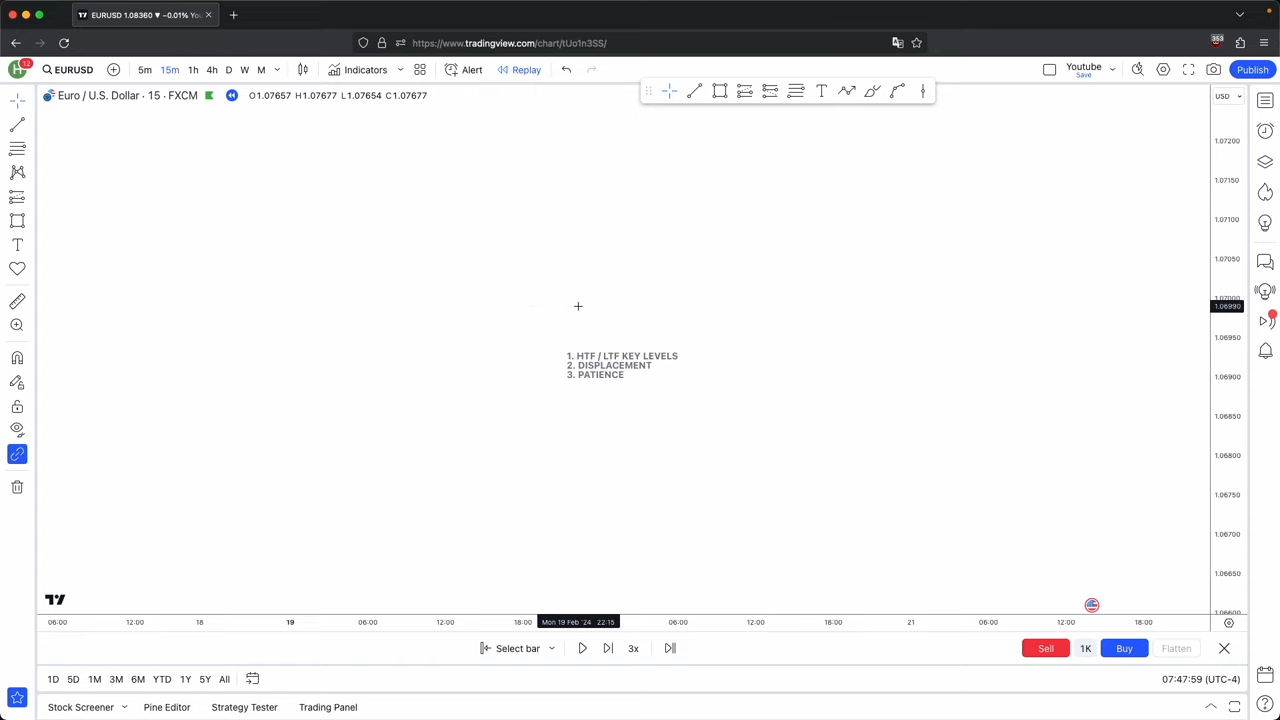 EURUSD 1.08360 ▼ −0.01% Yo
https://www.tradingview.com/chart/tUo1n3SS/
353
H
12
EURUSD
5m 15m 1h 4h D W M
Indicators
Alert
Replay
Youtube
Save
Publish
Euro / U.S. Dollar · 15 · FXCM
O1.07657 H1.07677 L1.07654 C1.07677
USD
1.07200
1.07150
1.07100
1.07050
1.07000
1.06990
1.06950
1.06900
1.06850
1.06800
1.06750
1.06700
1.06650
1.06600
1. HTF / LTF KEY LEVELS
2. DISPLACEMENT
3. PATIENCE
06:00 12:00 18 19 06:00 12:00 18:00 Mon 19 Feb '24 22:15 06:00 12:00 18:00 21 06:00 12:00 18:00
Select bar
3x
Sell 1K Buy Flatten
1D 5D 1M 3M 6M YTD 1Y 5Y All
07:47:59 (UTC-4)
Stock Screener Pine Editor Strategy Tester Trading Panel